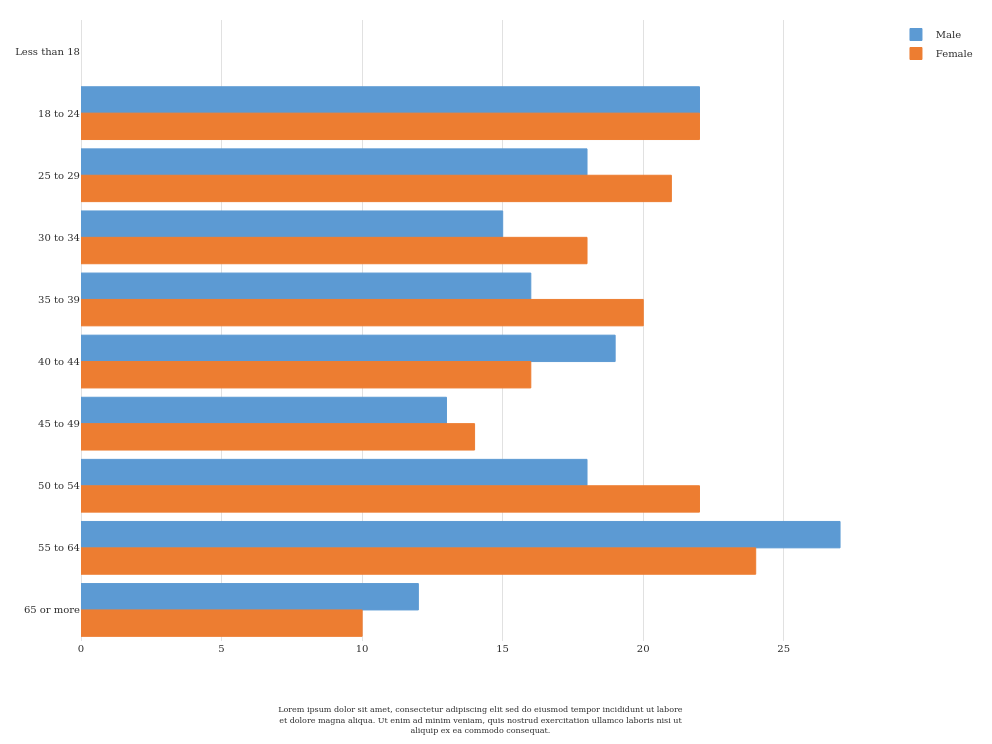 Less than 18
18 to 24
25 to 29
30 to 34
35 to 39
40 to 44
45 to 49
50 to 54
55 to 64
65 or more
0 5 10 15 20 25
Male
Female
Lorem ipsum dolor sit amet, consectetur adipiscing elit sed do eiusmod tempor incididunt ut labore
et dolore magna aliqua. Ut enim ad minim veniam, quis nostrud exercitation ullamco laboris nisi ut
aliquip ex ea commodo consequat.